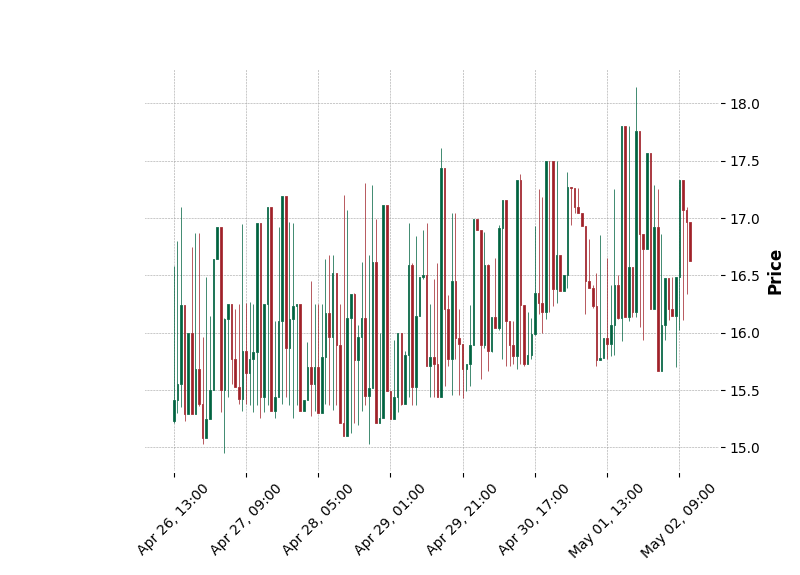 18.0
17.5
17.0
16.5
16.0
15.5
15.0
Price
Apr 26, 13:00
Apr 27, 09:00
Apr 28, 05:00
Apr 29, 01:00
Apr 29, 21:00
Apr 30, 17:00
May 01, 13:00
May 02, 09:00